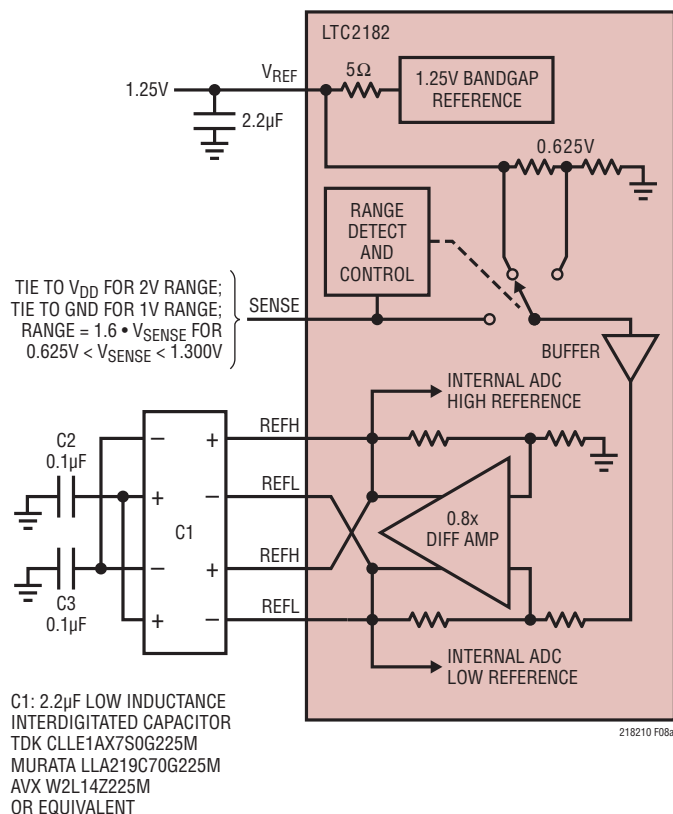 LTC2182
VREF
5Ω
1.25V BANDGAP
REFERENCE
1.25V
2.2µF
0.625V
RANGE
DETECT
AND
CONTROL
TIE TO VDD FOR 2V RANGE;
TIE TO GND FOR 1V RANGE;
RANGE = 1.6 • VSENSE FOR
0.625V < VSENSE < 1.300V
SENSE
BUFFER
INTERNAL ADC
HIGH REFERENCE
C2
0.1µF
C3
0.1µF
– +
+ –
– +
+ –
C1
REFH
REFL
REFH
REFL
0.8x
DIFF AMP
INTERNAL ADC
LOW REFERENCE
218210 F08a
C1: 2.2µF LOW INDUCTANCE
INTERDIGITATED CAPACITOR
TDK CLLE1AX7S0G225M
MURATA LLA219C70G225M
AVX W2L14Z225M
OR EQUIVALENT